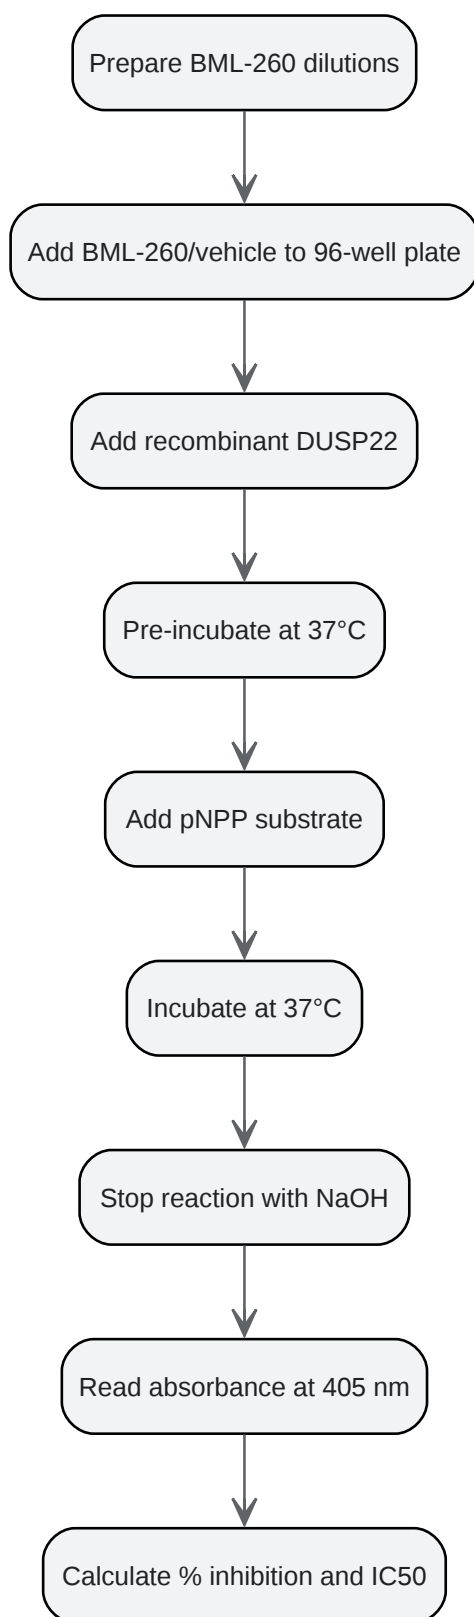 Prepare BML-260 dilutions
Add BML-260/vehicle to 96-well plate
Add recombinant DUSP22
Pre-incubate at 37°C
Add pNPP substrate
Incubate at 37°C
Stop reaction with NaOH
Read absorbance at 405 nm
Calculate % inhibition and IC50